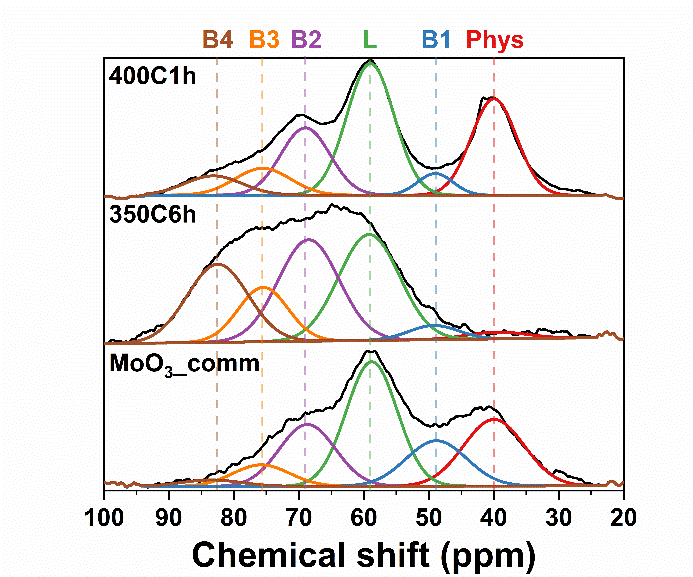 B4 B3 B2 L B1 Phys
400C1h
350C6h
MoO₃_comm
100 90 80 70 60 50 40 30 20
Chemical shift (ppm)